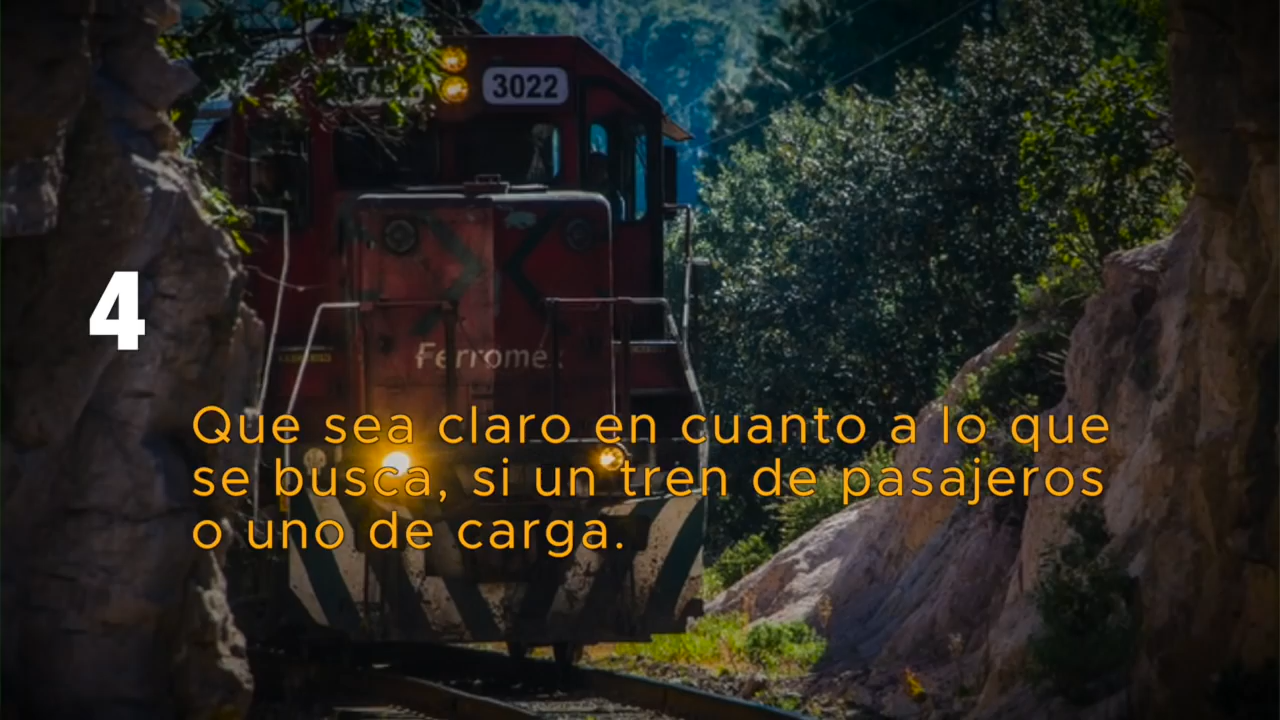 3022
4
Ferromex
Que sea claro en cuanto a lo que
se busca, si un tren de pasajeros
o uno de carga.